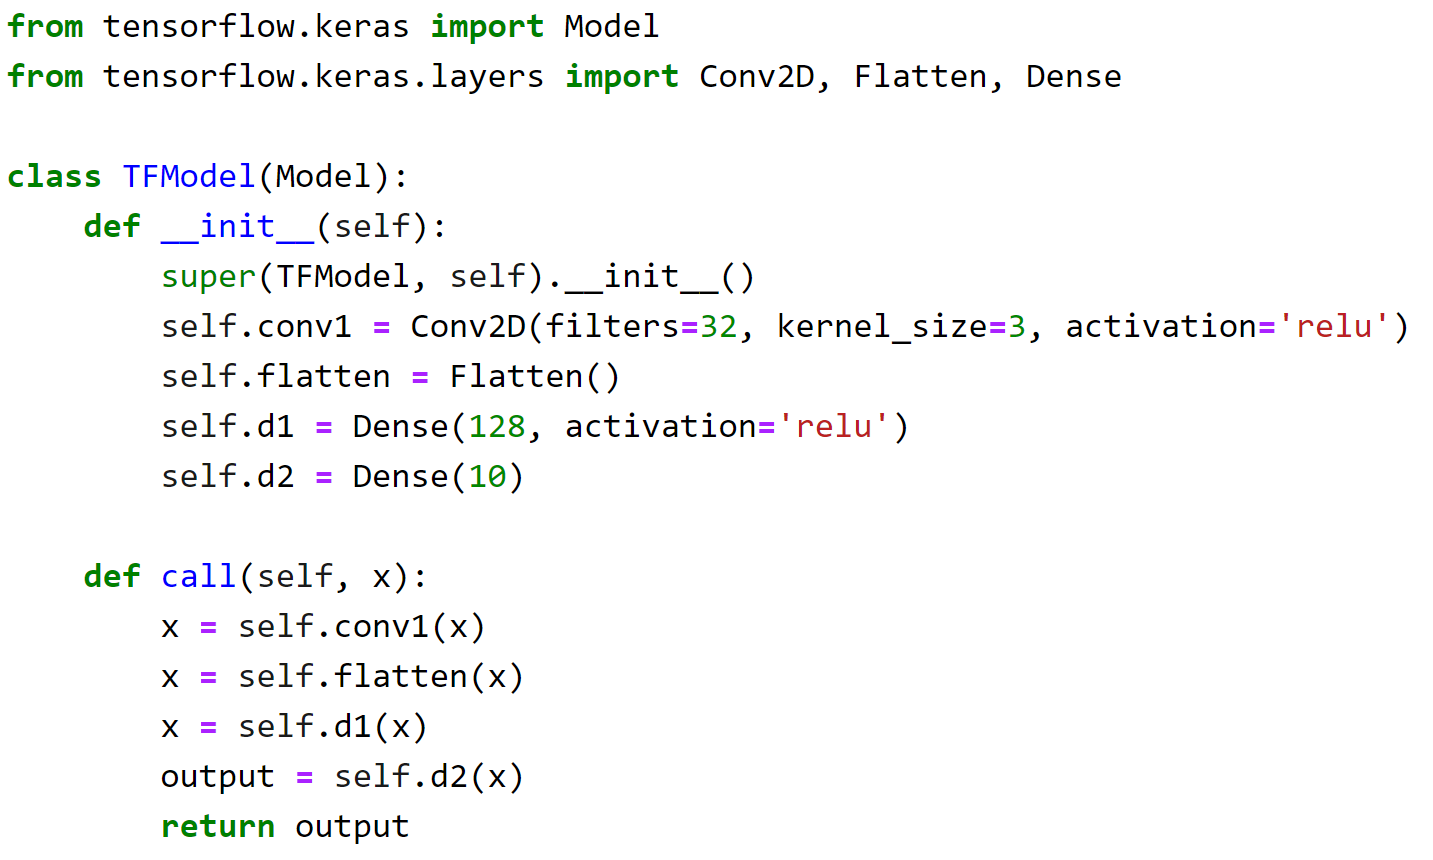 from tensorflow.keras import Model
from tensorflow.keras.layers import Conv2D, Flatten, Dense

class TFModel(Model):
    def __init__(self):
        super(TFModel, self).__init__()
        self.conv1 = Conv2D(filters=32, kernel_size=3, activation='relu')
        self.flatten = Flatten()
        self.d1 = Dense(128, activation='relu')
        self.d2 = Dense(10)

    def call(self, x):
        x = self.conv1(x)
        x = self.flatten(x)
        x = self.d1(x)
        output = self.d2(x)
        return output